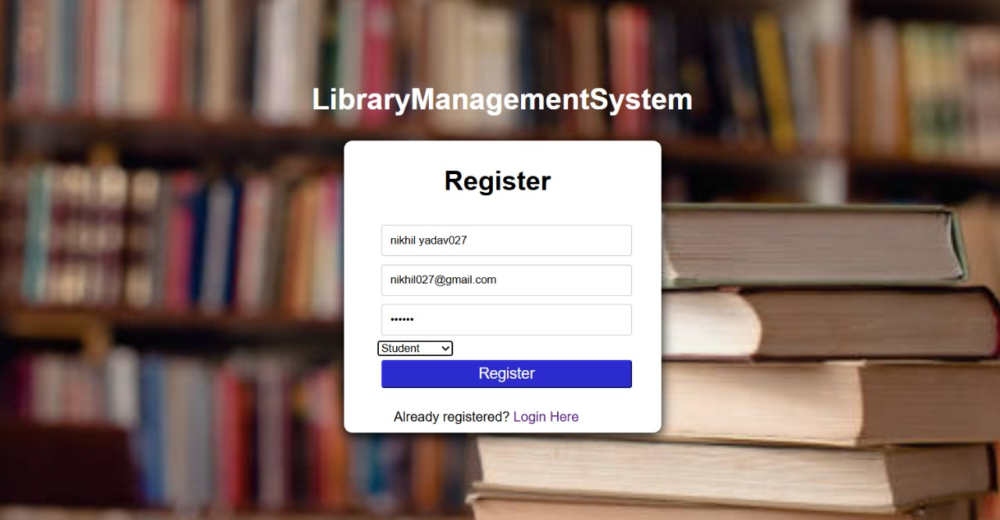 LibraryManagementSystem
Register
nikhil yadav027
nikhil027@gmail.com
••••••
Student
Register
Already registered? Login Here